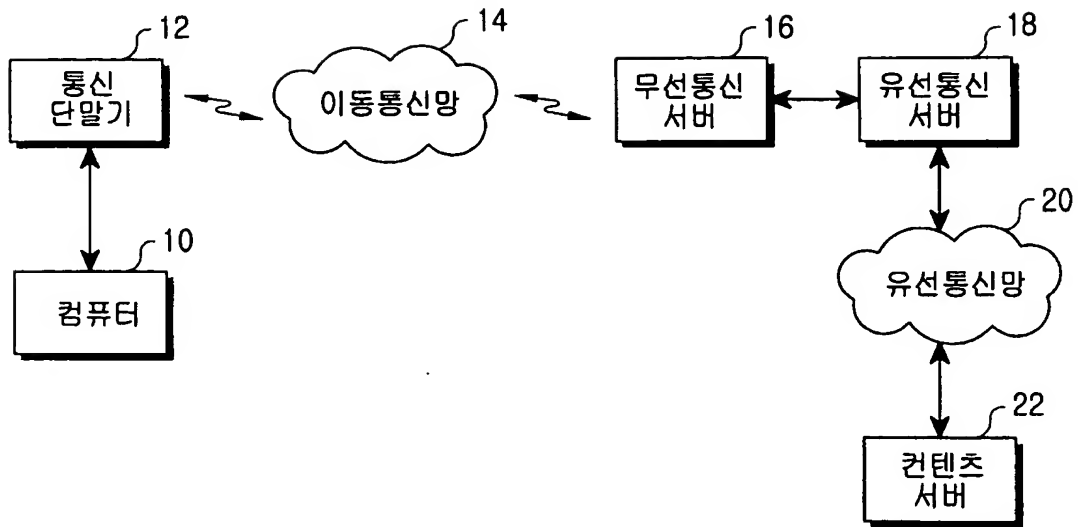 12
통신
단말기
14
이동통신망
16
무선통신
서버
18
유선통신
서버
10
컴퓨터
20
유선통신망
22
컨텐츠
서버